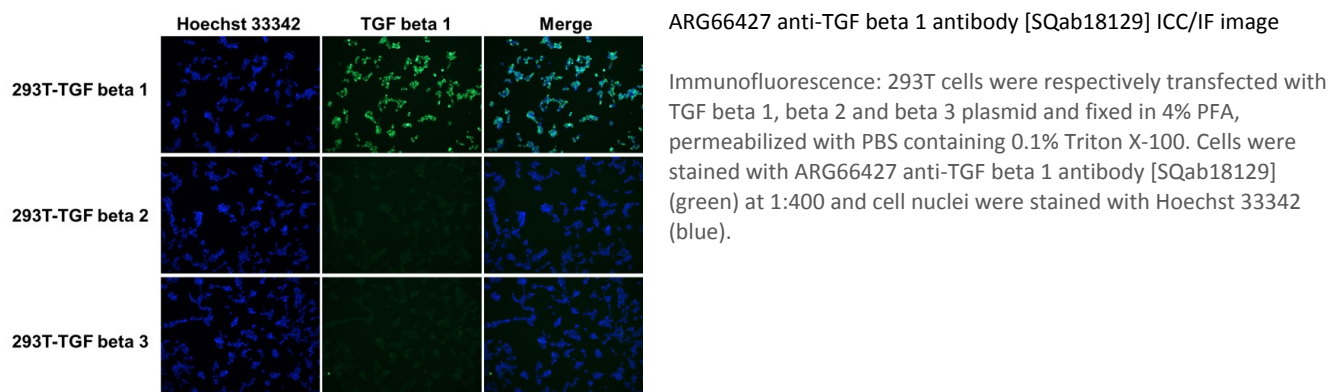 Hoechst 33342 TGF beta 1 Merge
293T-TGF beta 1
293T-TGF beta 2
293T-TGF beta 3
ARG66427 anti-TGF beta 1 antibody [SQab18129] ICC/IF image
Immunofluorescence: 293T cells were respectively transfected with
TGF beta 1, beta 2 and beta 3 plasmid and fixed in 4% PFA,
permeabilized with PBS containing 0.1% Triton X-100. Cells were
stained with ARG66427 anti-TGF beta 1 antibody [SQab18129]
(green) at 1:400 and cell nuclei were stained with Hoechst 33342
(blue).